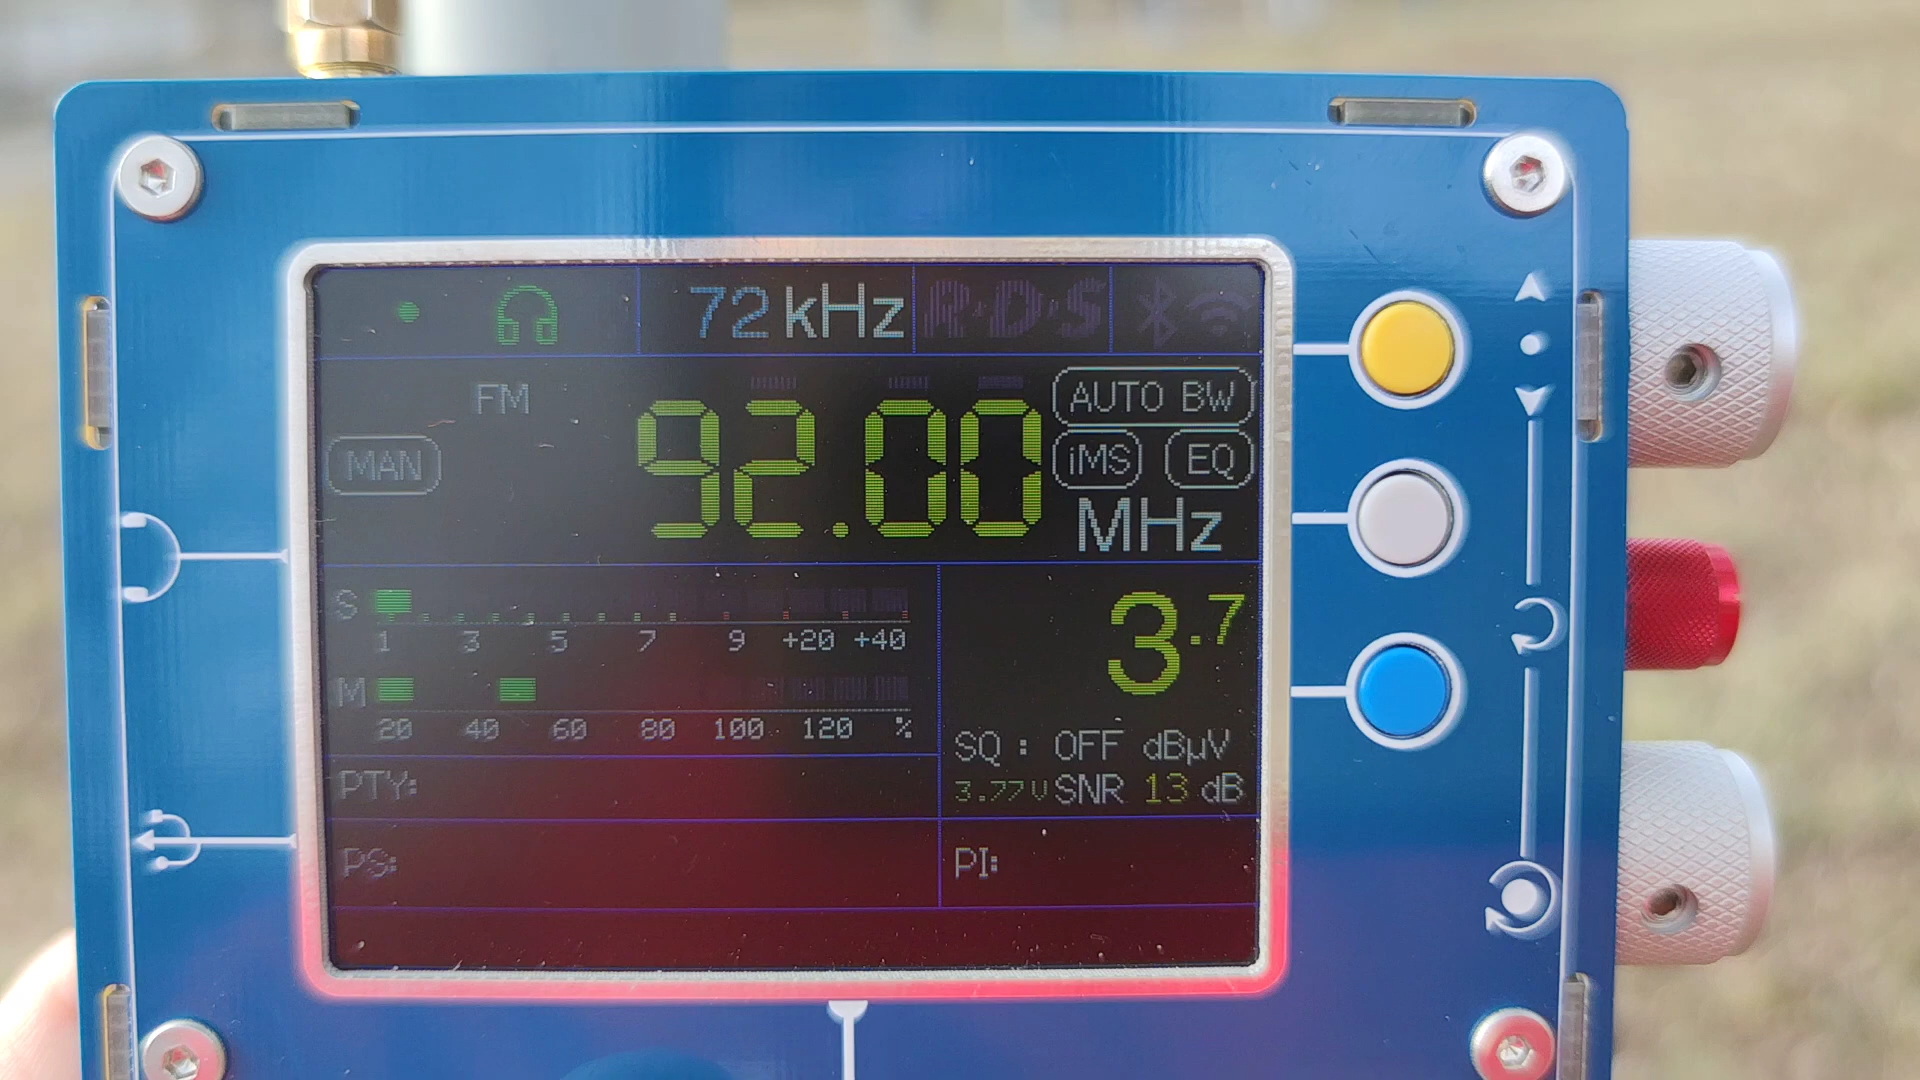 72 kHz RDS
FM
92.00 MHz
AUTO BW
MAN
iMS EQ
S
1 3 5 7 9 +20 +40
3.7
M
20 40 60 80 100 120 %
SQ : OFF dBµV
PTY:
3.77V SNR 13 dB
PS:
PI: